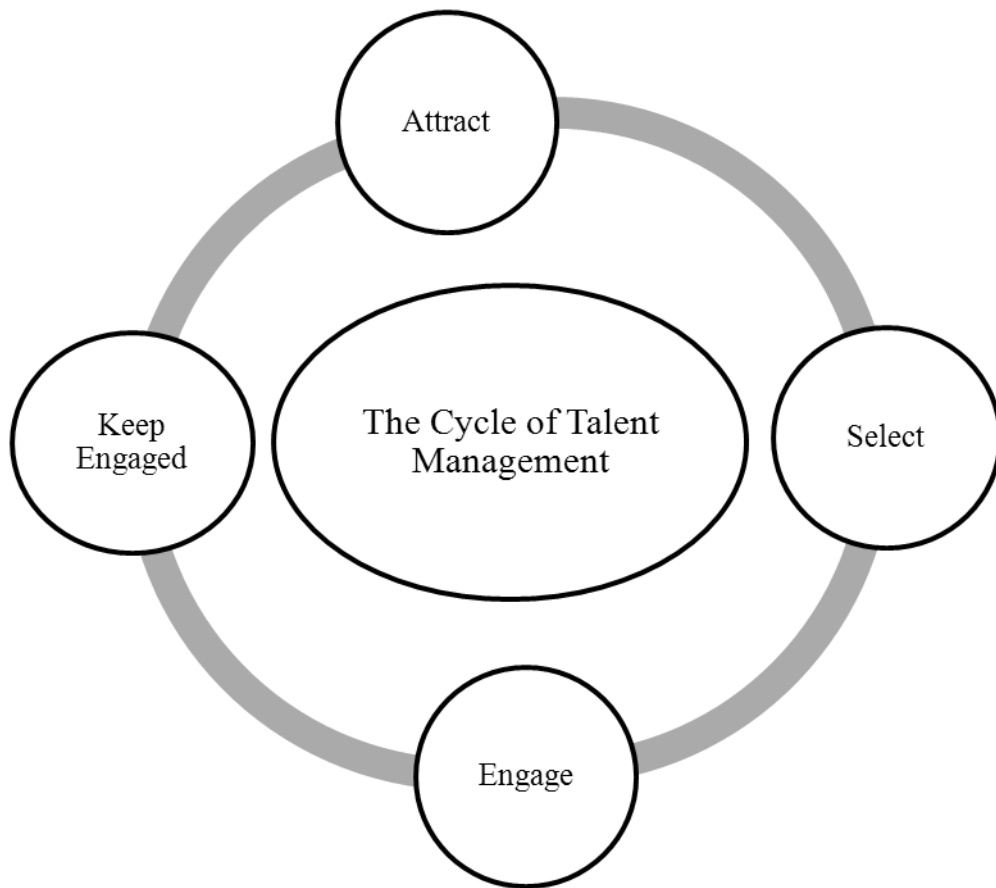 Attract
Keep
Engaged
The Cycle of Talent
Management
Select
Engage